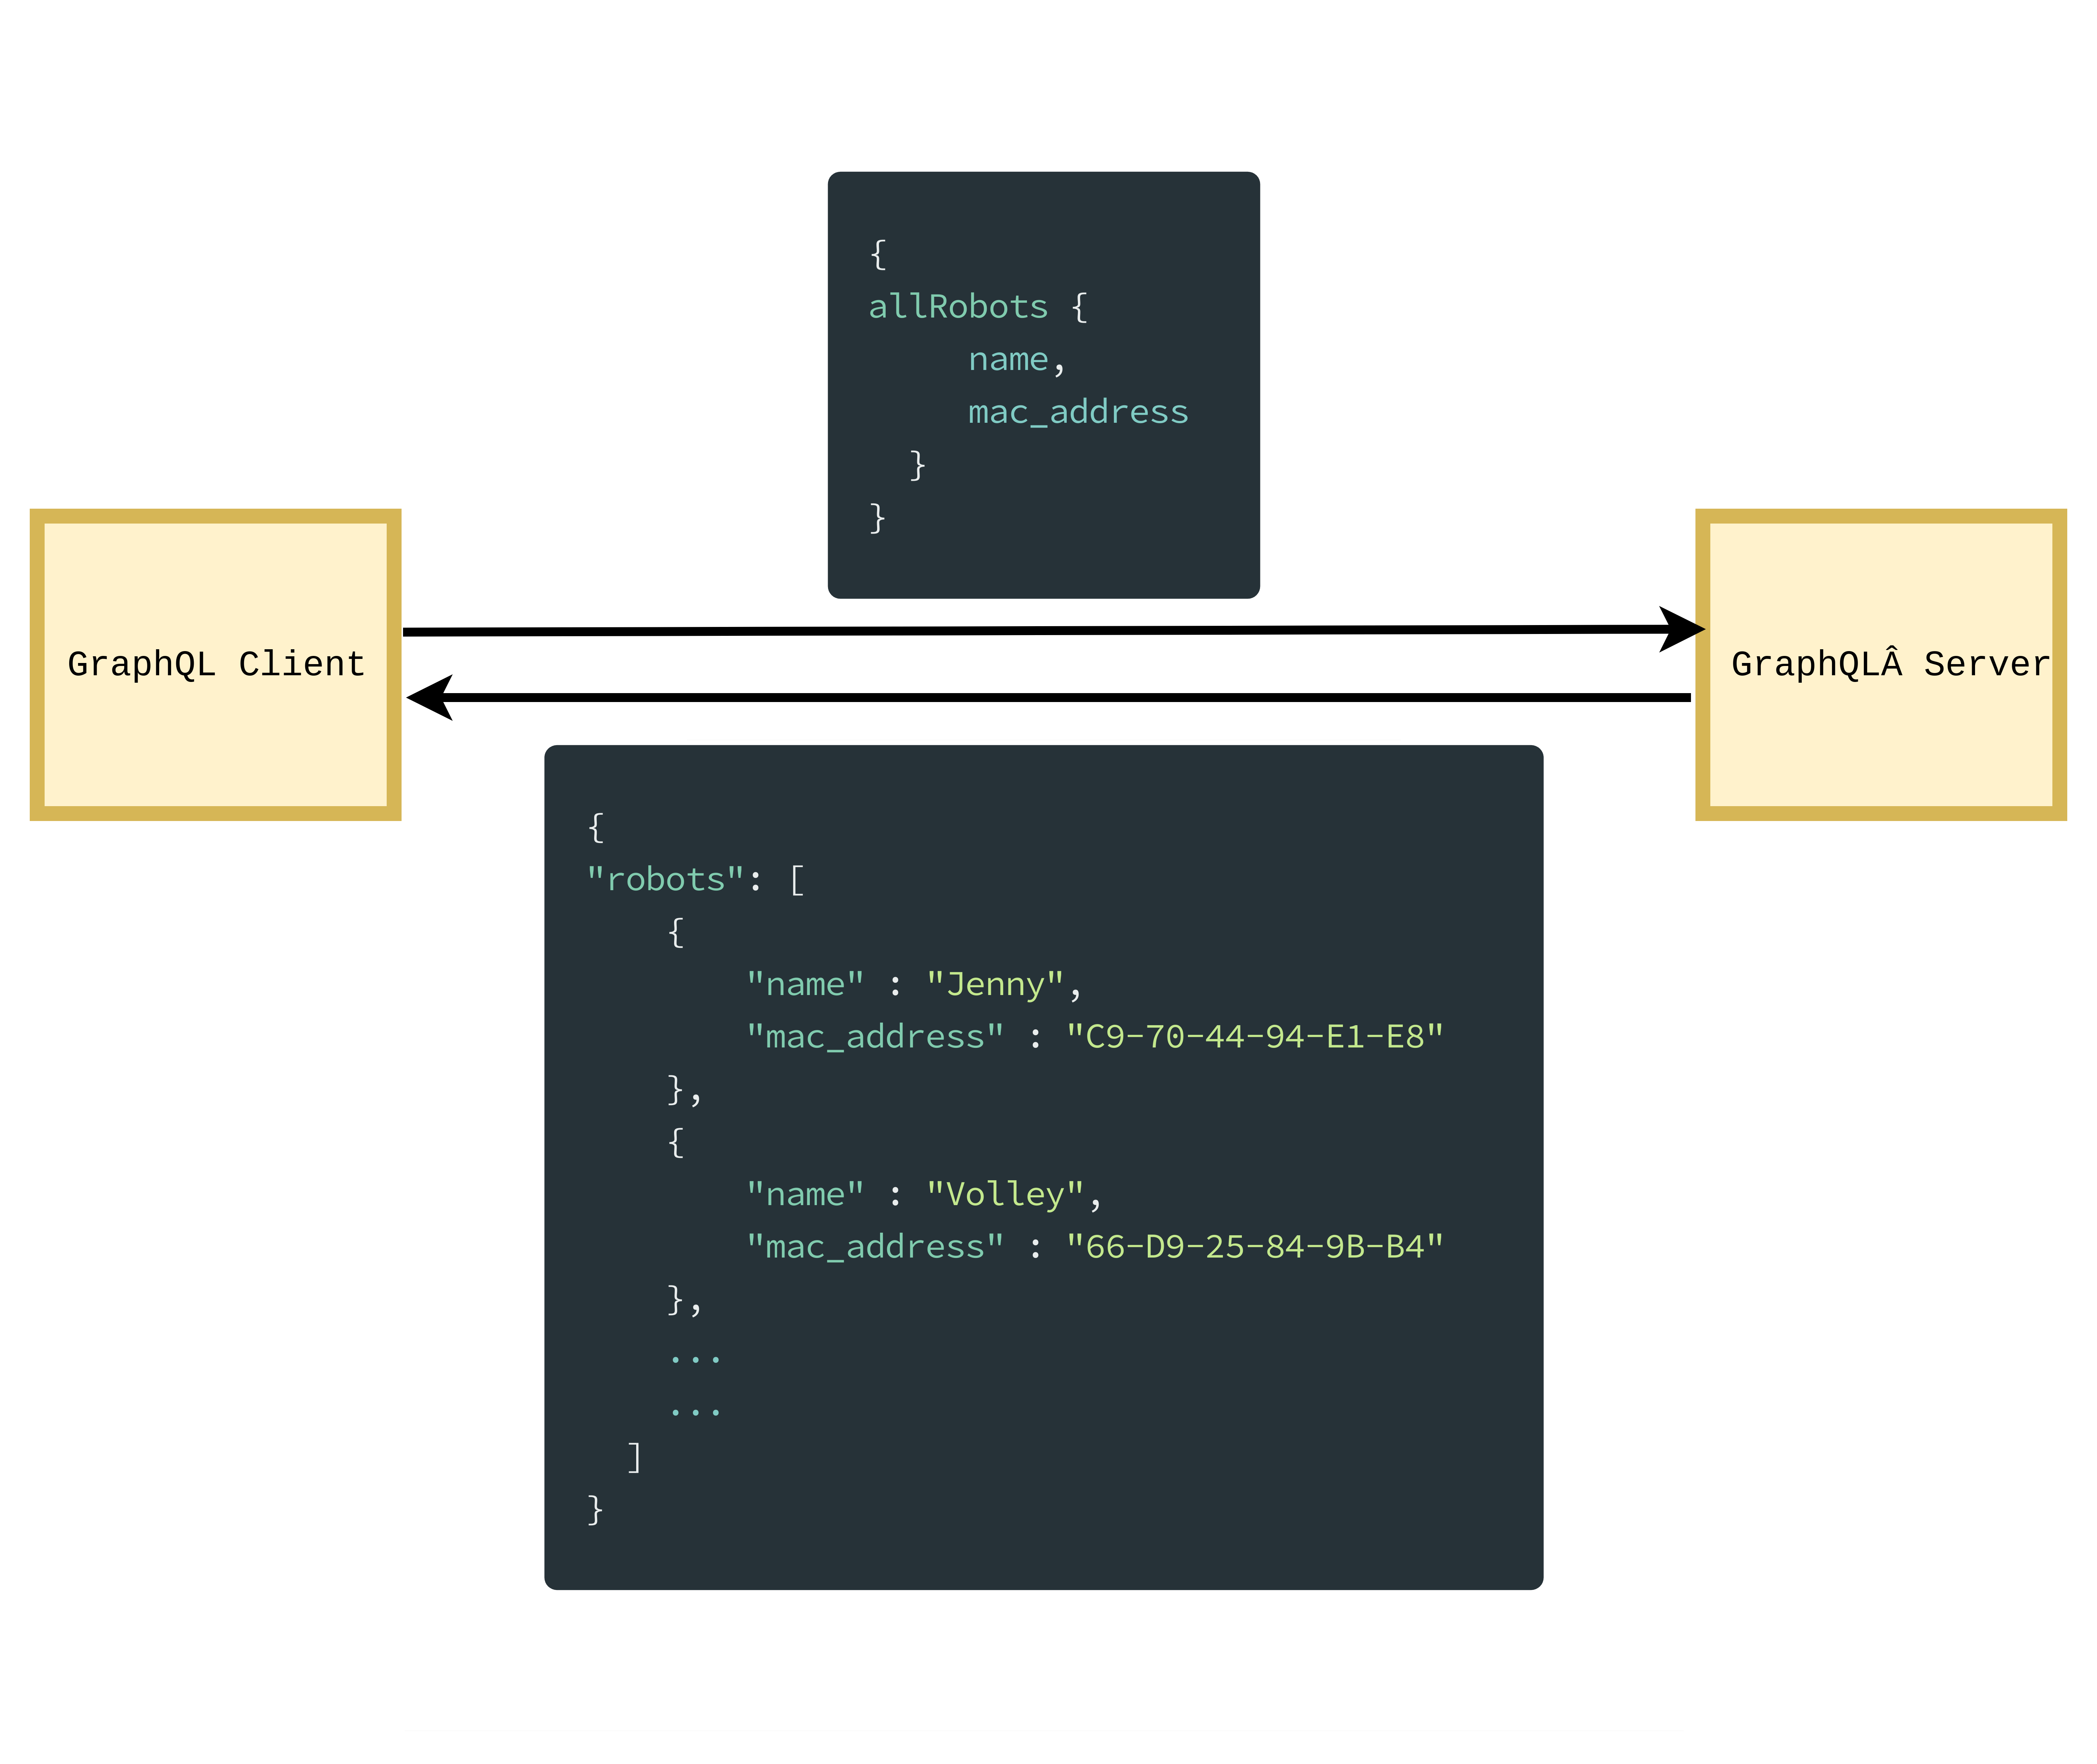 {
allRobots {
name,
mac_address
}
}
GraphQL Client
GraphQLÂ Server
{
"robots": [
{
"name" : "Jenny",
"mac_address" : "C9-70-44-94-E1-E8"
},
{
"name" : "Volley",
"mac_address" : "66-D9-25-84-9B-B4"
},
...
...
]
}